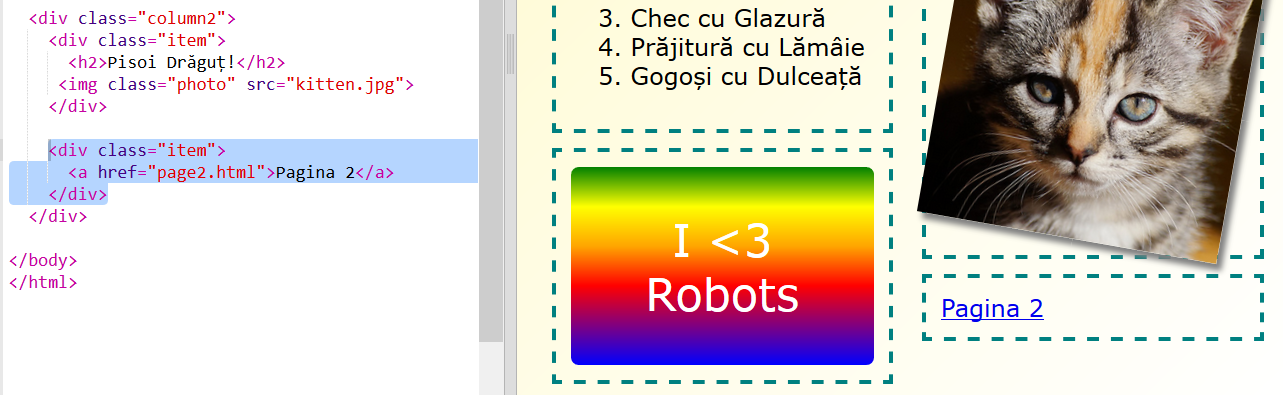 <div class="column2">
<div class="item">
<h2>Pisoi Drăguț!</h2>
<img class="photo" src="kitten.jpg">
</div>
<div class="item">
<a href="page2.html">Pagina 2</a>
</div>
</div>
</body>
</html>
3. Chec cu Glazură
4. Prăjitură cu Lămâie
5. Gogoși cu Dulceață
I <3
Robots
Pagina 2